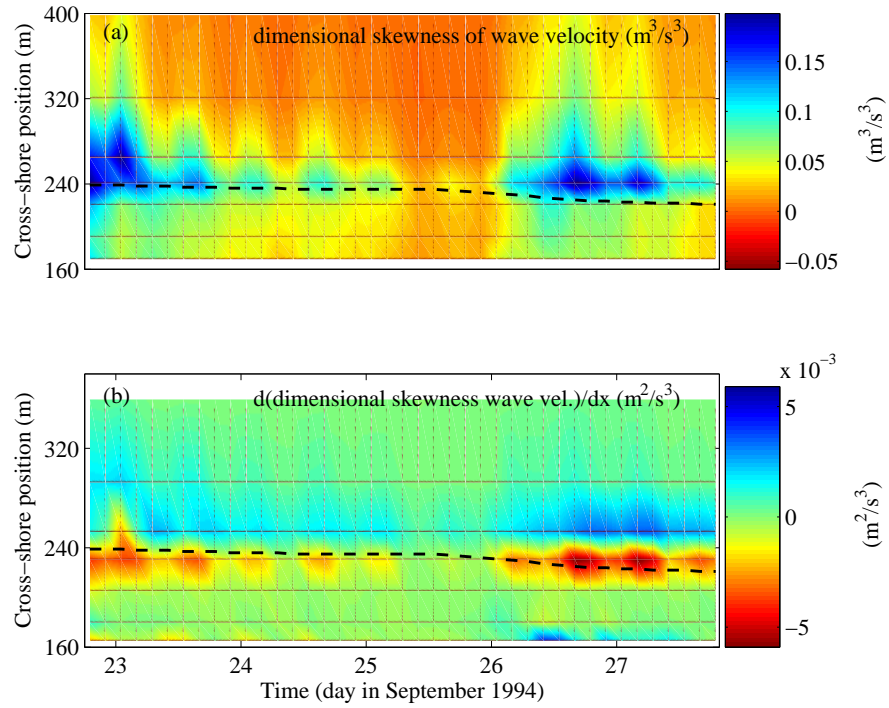 400
(a) dimensional skewness of wave velocity (m³/s³)
320
240
160
Cross−shore position (m)
0.15
0.1
0.05
0
−0.05
(m³/s³)
(b) d(dimensional skewness wave vel.)/dx (m²/s³)
320
240
160
Cross−shore position (m)
23 24 25 26 27
Time (day in September 1994)
x 10⁻³
5
0
−5
(m²/s³)